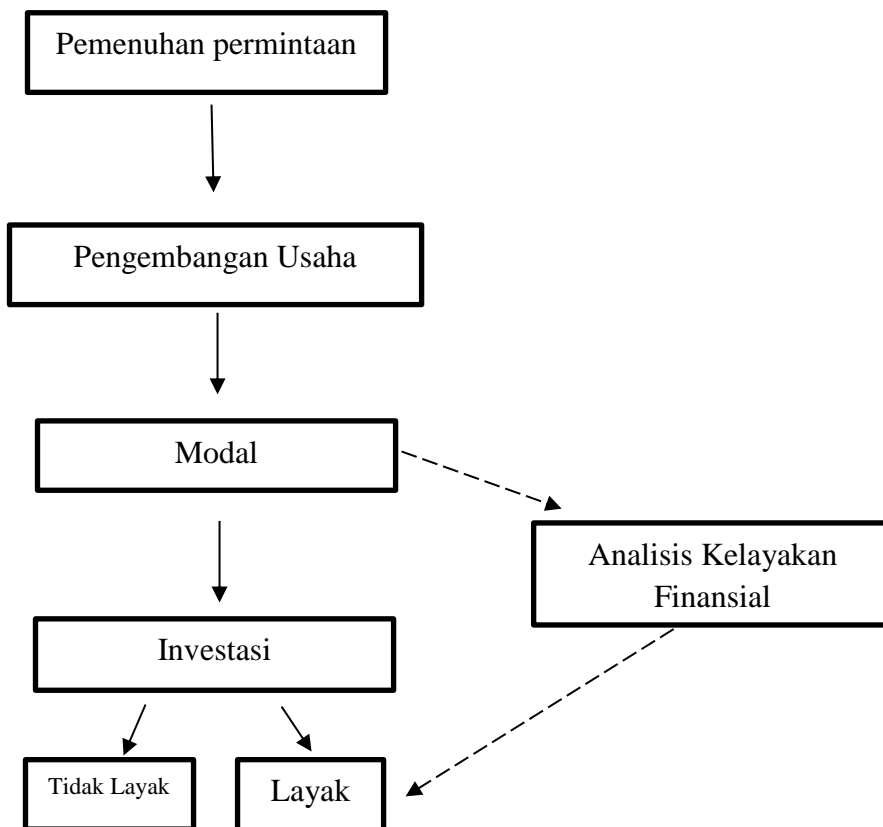 Pemenuhan permintaan
Pengembangan Usaha
Modal
Analisis Kelayakan
Finansial
Investasi
Tidak Layak
Layak